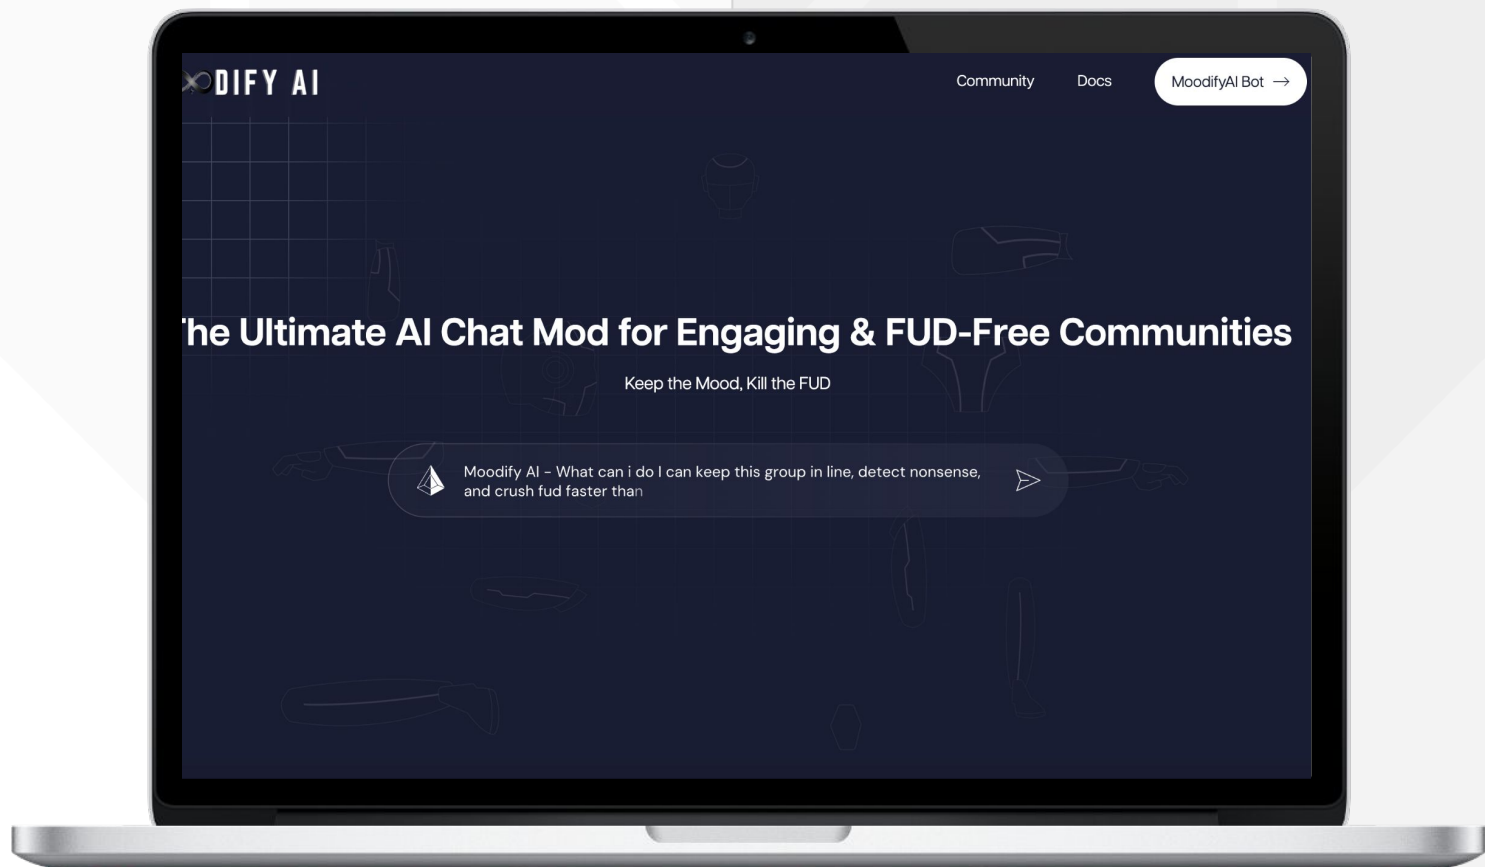 DIFY AI
Community
Docs
MoodifyAI Bot
The Ultimate AI Chat Mod for Engaging & FUD-Free Communities
Keep the Mood, Kill the FUD
Moodify AI - What can i do I can keep this group in line, detect nonsense,
and crush fud faster than